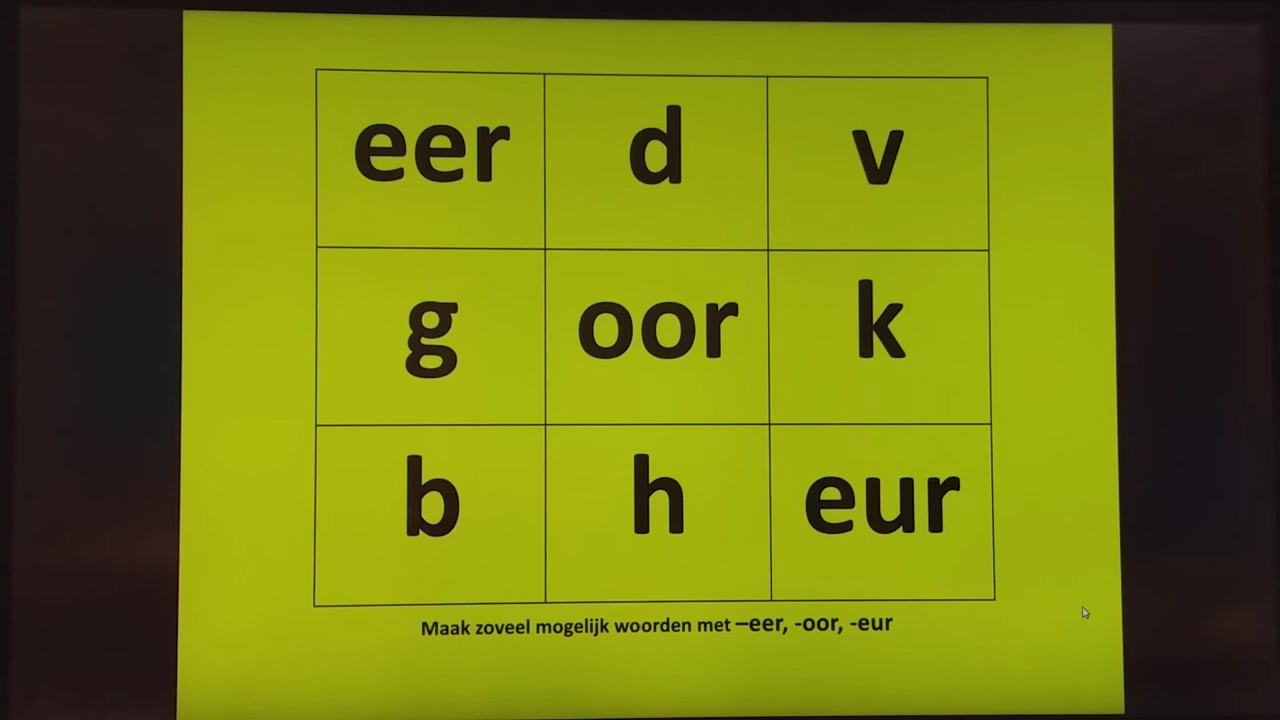 eer d v
g oor k
b h eur
Maak zoveel mogelijk woorden met –eer, -oor, -eur